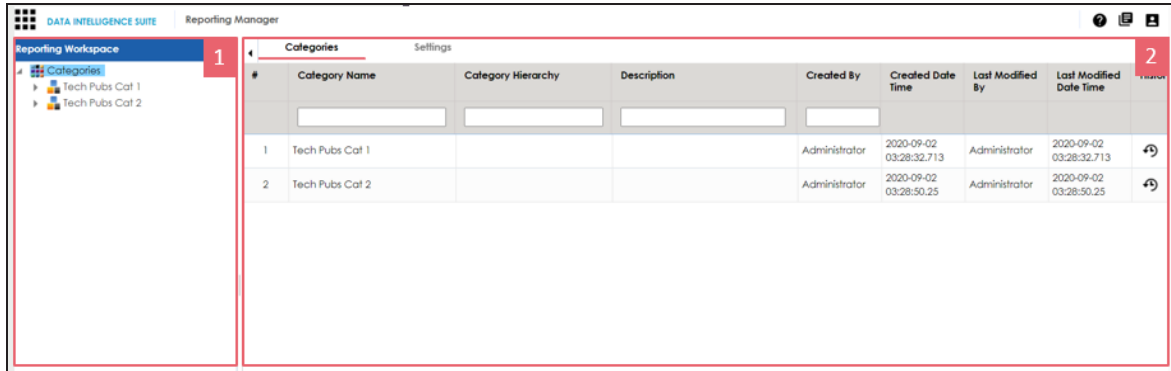 DATA INTELLIGENCE SUITE Reporting Manager
Reporting Workspace 1
Categories
Tech Pubs Cat 1
Tech Pubs Cat 2
Categories Settings 2
# Category Name Category Hierarchy Description Created By Created Date Time Last Modified By Last Modified Date Time
1 Tech Pubs Cat 1 Administrator 2020-09-02 03:28:32.713 Administrator 2020-09-02 03:28:32.713
2 Tech Pubs Cat 2 Administrator 2020-09-02 03:28:50.25 Administrator 2020-09-02 03:28:50.25